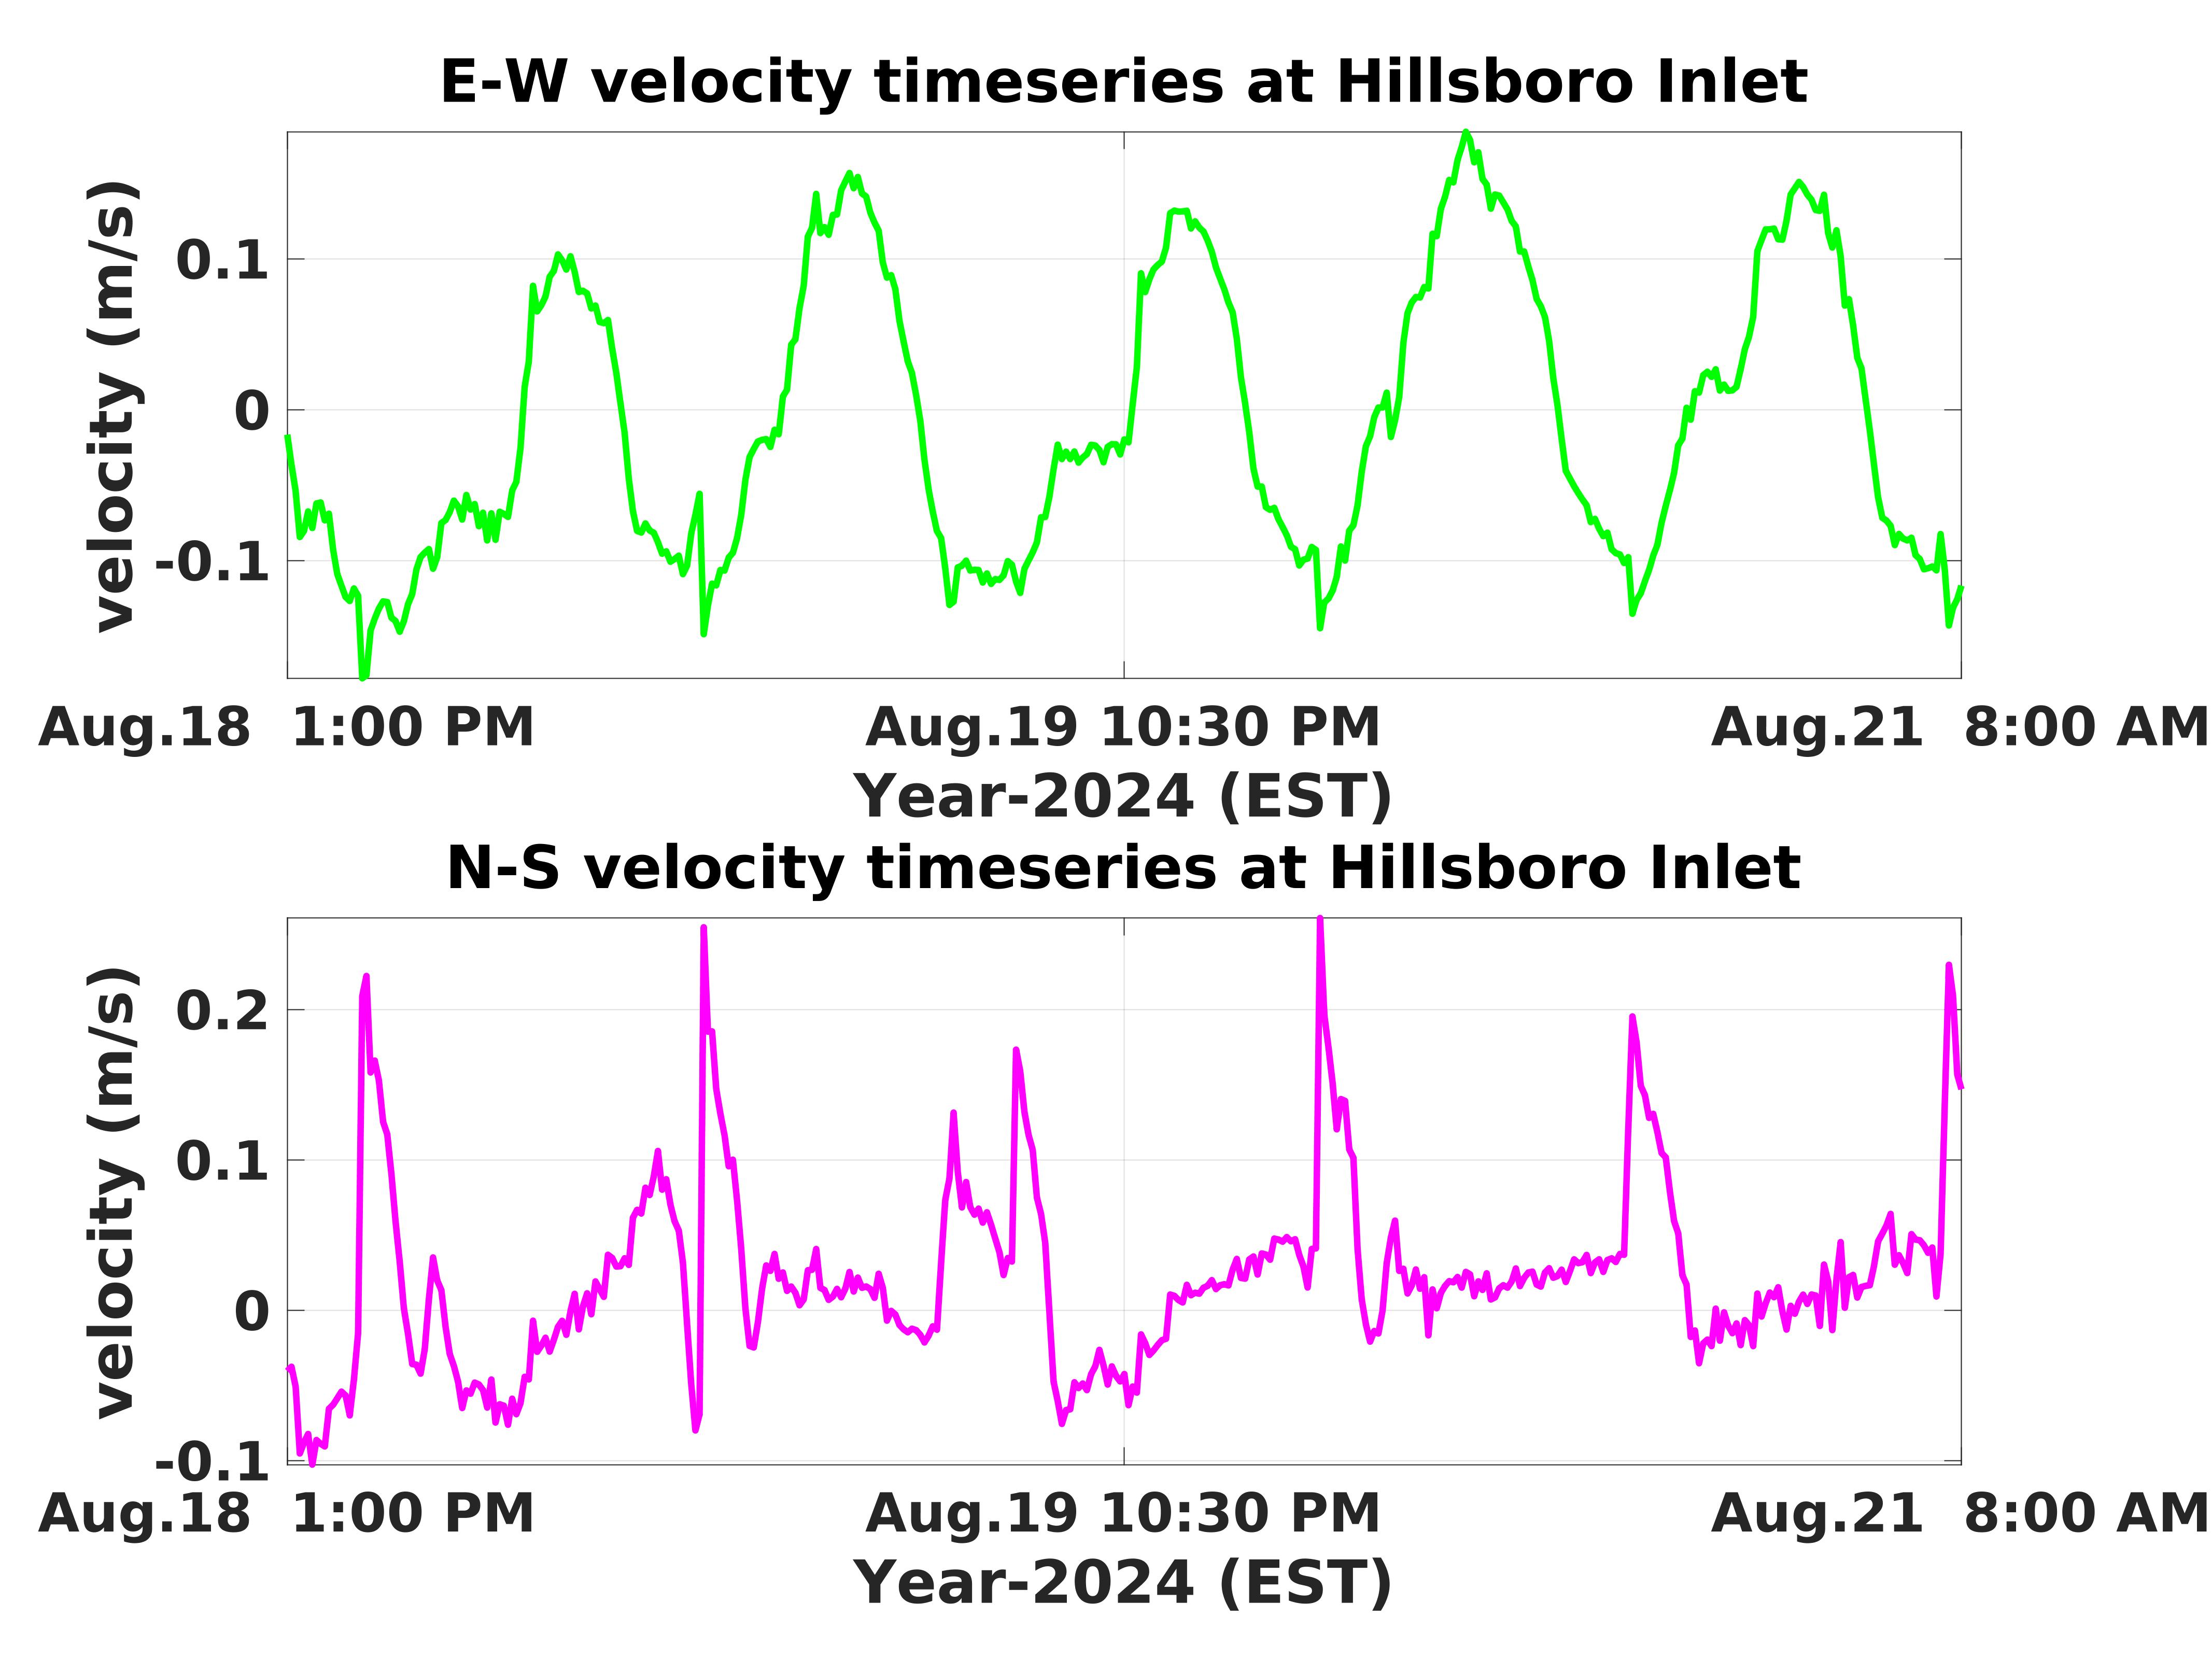 E-W velocity timeseries at Hillsboro Inlet
velocity (m/s)
0.1
0
-0.1
Aug.18 1:00 PM Aug.19 10:30 PM Aug.21 8:00 AM
Year-2024 (EST)
N-S velocity timeseries at Hillsboro Inlet
velocity (m/s)
0.2
0.1
0
-0.1
Aug.18 1:00 PM Aug.19 10:30 PM Aug.21 8:00 AM
Year-2024 (EST)